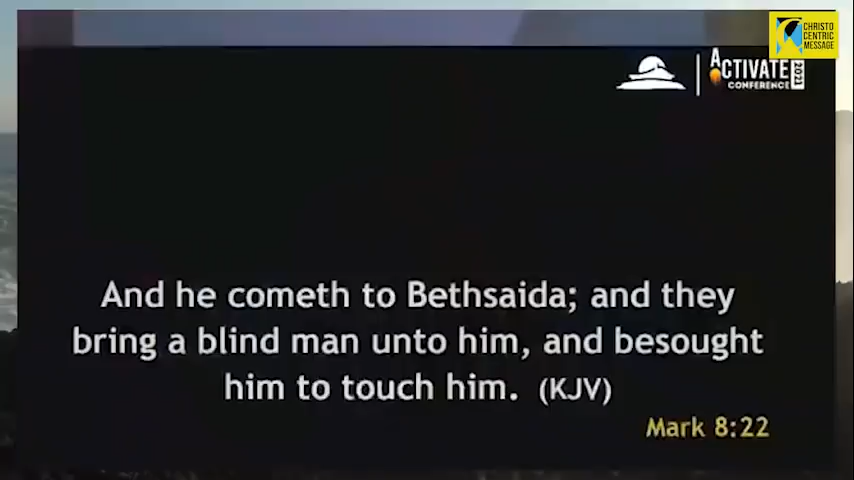 CHRISTO
CENTRIC
MESSAGE
ACTIVATE
CONFERENCE 2021
And he cometh to Bethsaida; and they
bring a blind man unto him, and besought
him to touch him. (KJV)
Mark 8:22